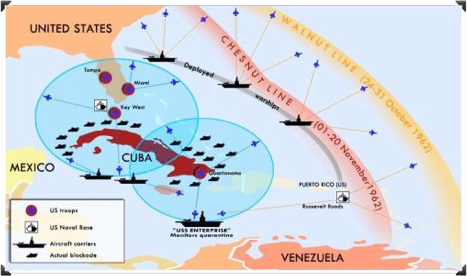 UNITED STATES
WALNUT LINE (24-31 October 1962)
CHESNUT LINE (01-20 November 1962)
Deployed warships
Tampa
Miami
Key West
CUBA
Guantanamo
MEXICO
PUERTO RICO (US)
Roosevelt Roads
"USS ENTERPRISE"
Monitors quarantine
VENEZUELA
US troops
US Naval Base
Aircraft carriers
Actual blockade